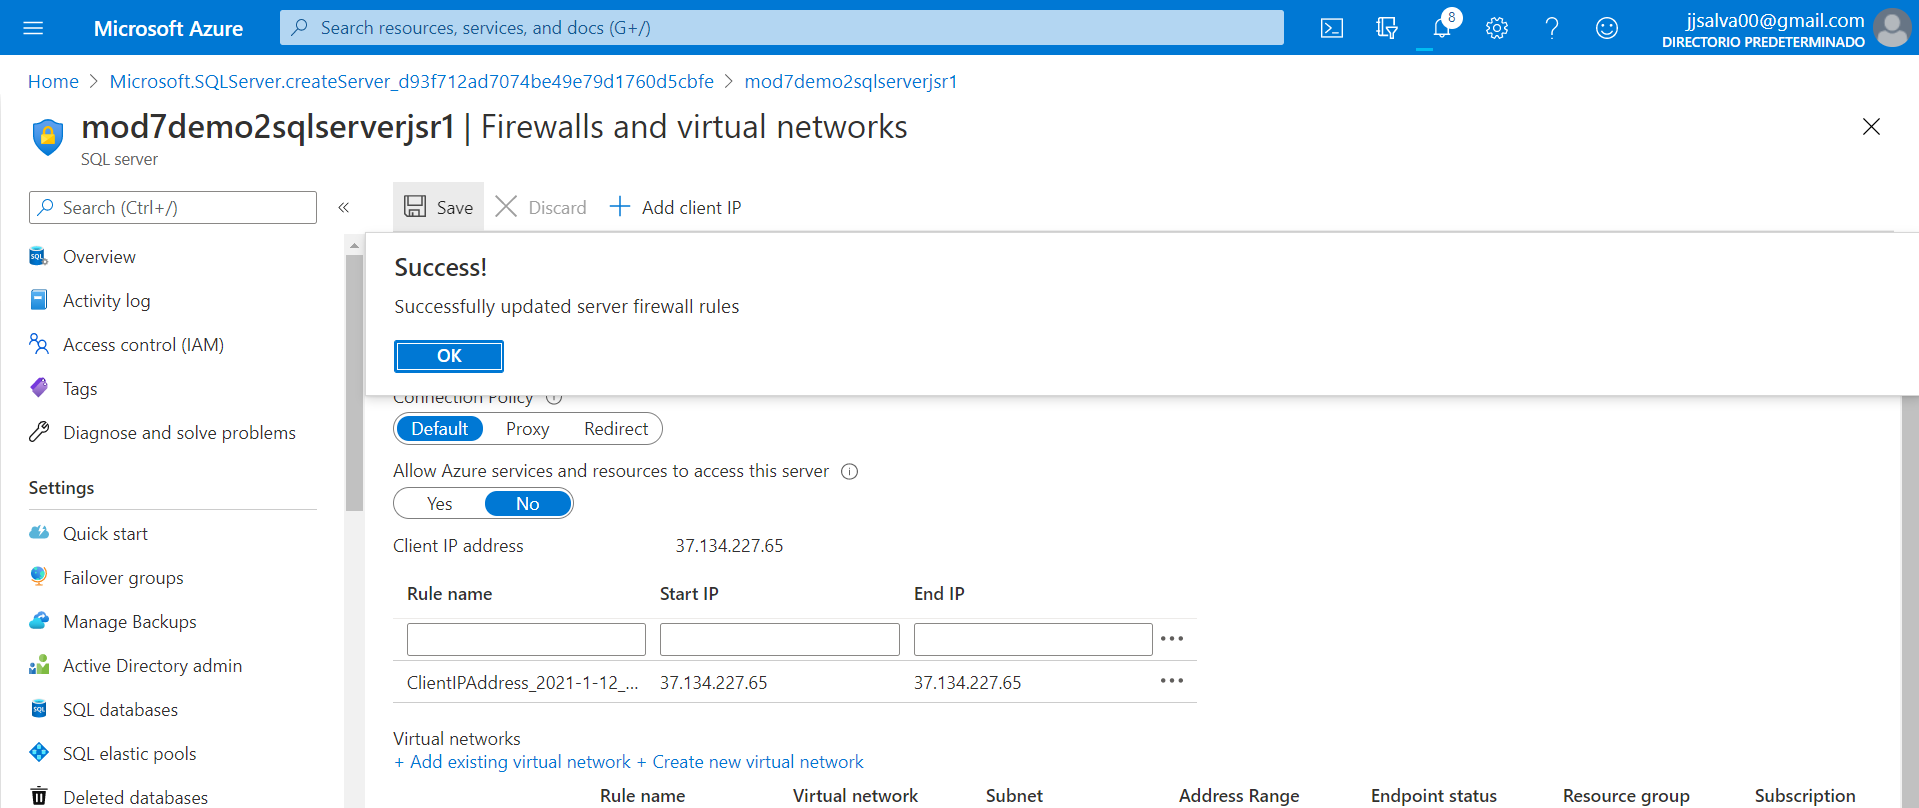 Microsoft Azure
Search resources, services, and docs (G+/)
8
jjsalva00@gmail.com
DIRECTORIO PREDETERMINADO
Home > Microsoft.SQLServer.createServer_d93f712ad7074be49e79d1760d5cbfe > mod7demo2sqlserverjsr1
mod7demo2sqlserverjsr1 | Firewalls and virtual networks
SQL server
Search (Ctrl+/)
«
Save
Discard
Add client IP
Overview
Activity log
Access control (IAM)
Tags
Diagnose and solve problems
Settings
Quick start
Failover groups
Manage Backups
Active Directory admin
SQL databases
SQL elastic pools
Deleted databases
Success!
Successfully updated server firewall rules
OK
Connection Policy
Default Proxy Redirect
Allow Azure services and resources to access this server
Yes No
Client IP address 37.134.227.65
Rule name Start IP End IP
ClientIPAddress_2021-1-12_... 37.134.227.65 37.134.227.65
Virtual networks
+ Add existing virtual network + Create new virtual network
Rule name Virtual network Subnet Address Range Endpoint status Resource group Subscription